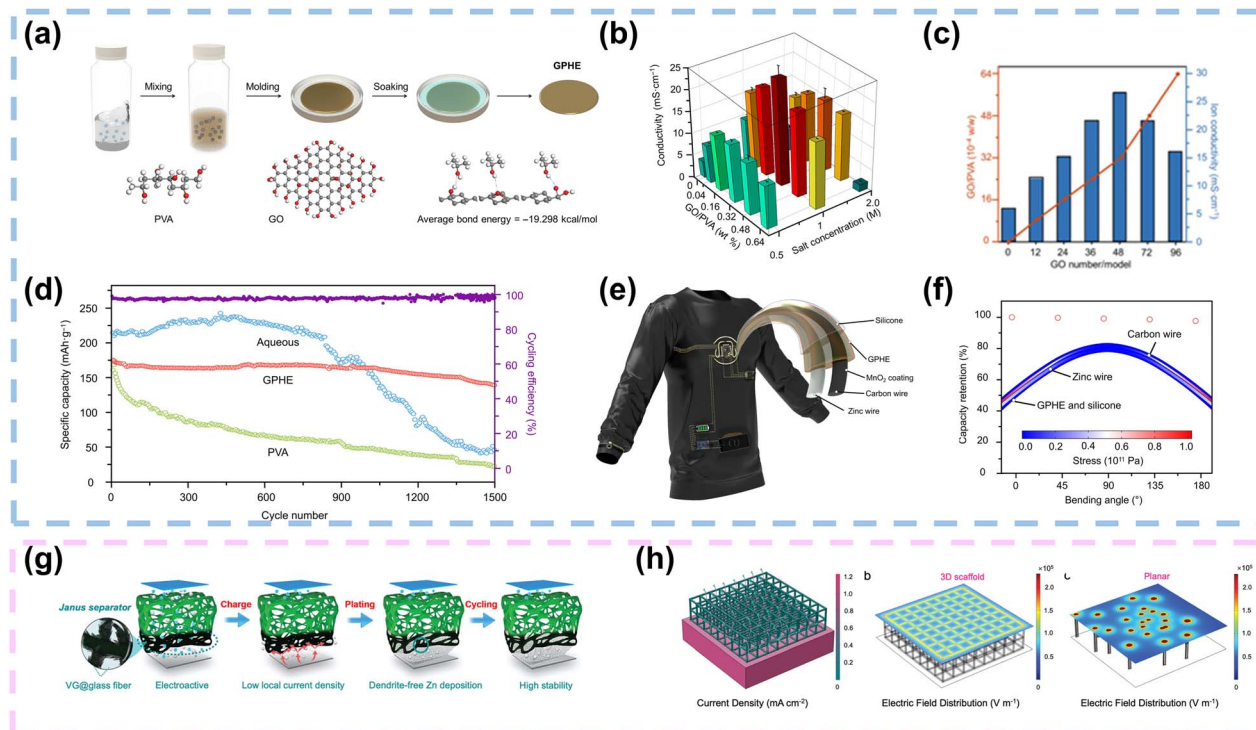 (a)
Mixing
Molding
Soaking
GPHE
PVA
GO
Average bond energy = −19.298 kcal/mol
(b)
Conductivity (mS·cm⁻¹)
25
20
15
10
5
0
0
0.04
0.16
0.32
0.48
0.64
GO/PVA (wt %)
0.5
1
2.0
Salt concentration (M)
(c)
GO/PVA (10⁻⁴ w/w)
64
48
32
16
0
0 12 24 36 48 72 96
GO number/model
30
25
20
15
10
5
0
Ion conductivity (mS cm⁻¹)
(d)
Specific capacity (mAh·g⁻¹)
250
200
150
100
50
0
Aqueous
GPHE
PVA
0 300 600 900 1200 1500
Cycle number
100
80
60
40
20
0
Cycling efficiency (%)
(e)
Silicone
GPHE
MnO₂ coating
Carbon wire
Zinc wire
(f)
Capacity retention (%)
100
80
60
40
20
0
Carbon wire
Zinc wire
GPHE and silicone
0.0 0.2 0.4 0.6 0.8 1.0
Stress (10¹¹ Pa)
0 45 90 135 180
Bending angle (°)
(g)
Janus separator
Charge
Plating
Cycling
VG@glass fiber
Electroactive
Low local current density
Dendrite-free Zn deposition
High stability
(h)
1.2
1.0
0.8
0.6
0.4
0.2
Current Density (mA cm⁻²)
b
3D scaffold
×10⁵
2.0
1.5
1.0
0.5
0
Electric Field Distribution (V m⁻¹)
Planar
×10⁵
2.0
1.5
1.0
0.5
0
Electric Field Distribution (V m⁻¹)